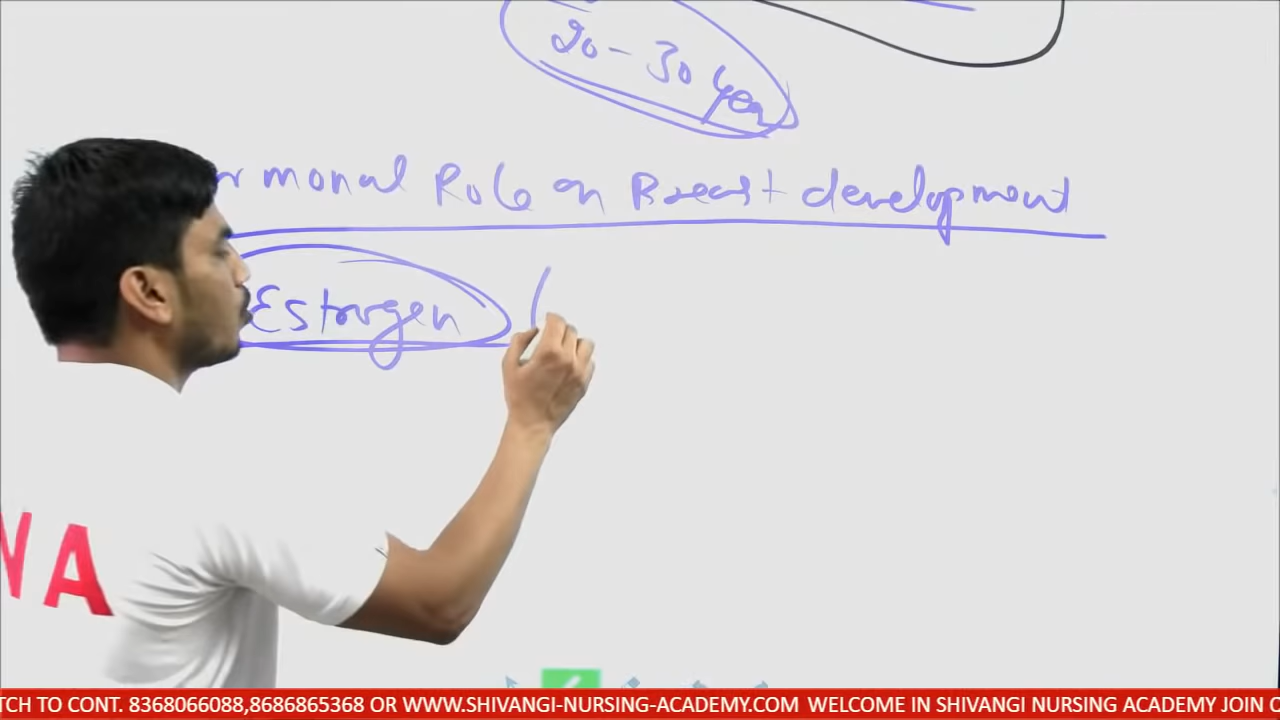 20-30 year
rmonal Role on Breast development
Estrogen (
NA
TCH TO CONT. 8368066088,8686865368 OR WWW.SHIVANGI-NURSING-ACADEMY.COM WELCOME IN SHIVANGI NURSING ACADEMY JOIN